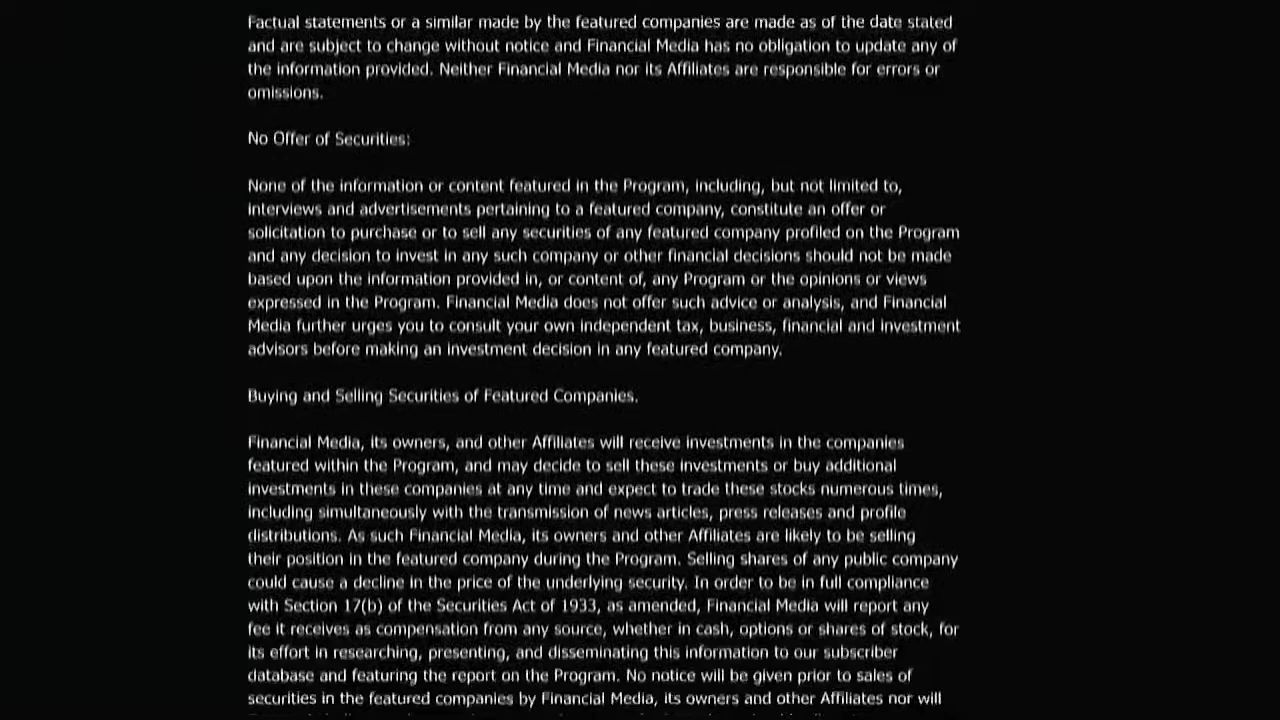 Factual statements or a similar made by the featured companies are made as of the date stated
and are subject to change without notice and Financial Media has no obligation to update any of
the information provided. Neither Financial Media nor its Affiliates are responsible for errors or
omissions.
No Offer of Securities:
None of the information or content featured in the Program, including, but not limited to,
interviews and advertisements pertaining to a featured company, constitute an offer or
solicitation to purchase or to sell any securities of any featured company profiled on the Program
and any decision to invest in any such company or other financial decisions should not be made
based upon the information provided in, or content of, any Program or the opinions or views
expressed in the Program. Financial Media does not offer such advice or analysis, and Financial
Media further urges you to consult your own independent tax, business, financial and investment
advisors before making an investment decision in any featured company.
Buying and Selling Securities of Featured Companies.
Financial Media, its owners, and other Affiliates will receive investments in the companies
featured within the Program, and may decide to sell these investments or buy additional
investments in these companies at any time and expect to trade these stocks numerous times,
including simultaneously with the transmission of news articles, press releases and profile
distributions. As such Financial Media, its owners and other Affiliates are likely to be selling
their position in the featured company during the Program. Selling shares of any public company
could cause a decline in the price of the underlying security. In order to be in full compliance
with Section 17(b) of the Securities Act of 1933, as amended, Financial Media will report any
fee it receives as compensation from any source, whether in cash, options or shares of stock, for
its effort in researching, presenting, and disseminating this information to our subscriber
database and featuring the report on the Program. No notice will be given prior to sales of
securities in the featured companies by Financial Media, its owners and other Affiliates nor will